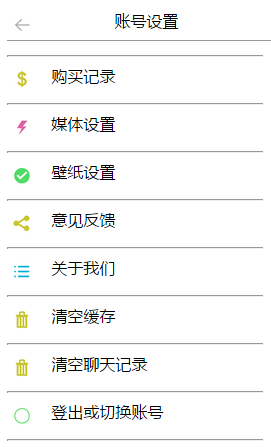 账号设置
购买记录
媒体设置
壁纸设置
意见反馈
关于我们
清空缓存
清空聊天记录
登出或切换账号